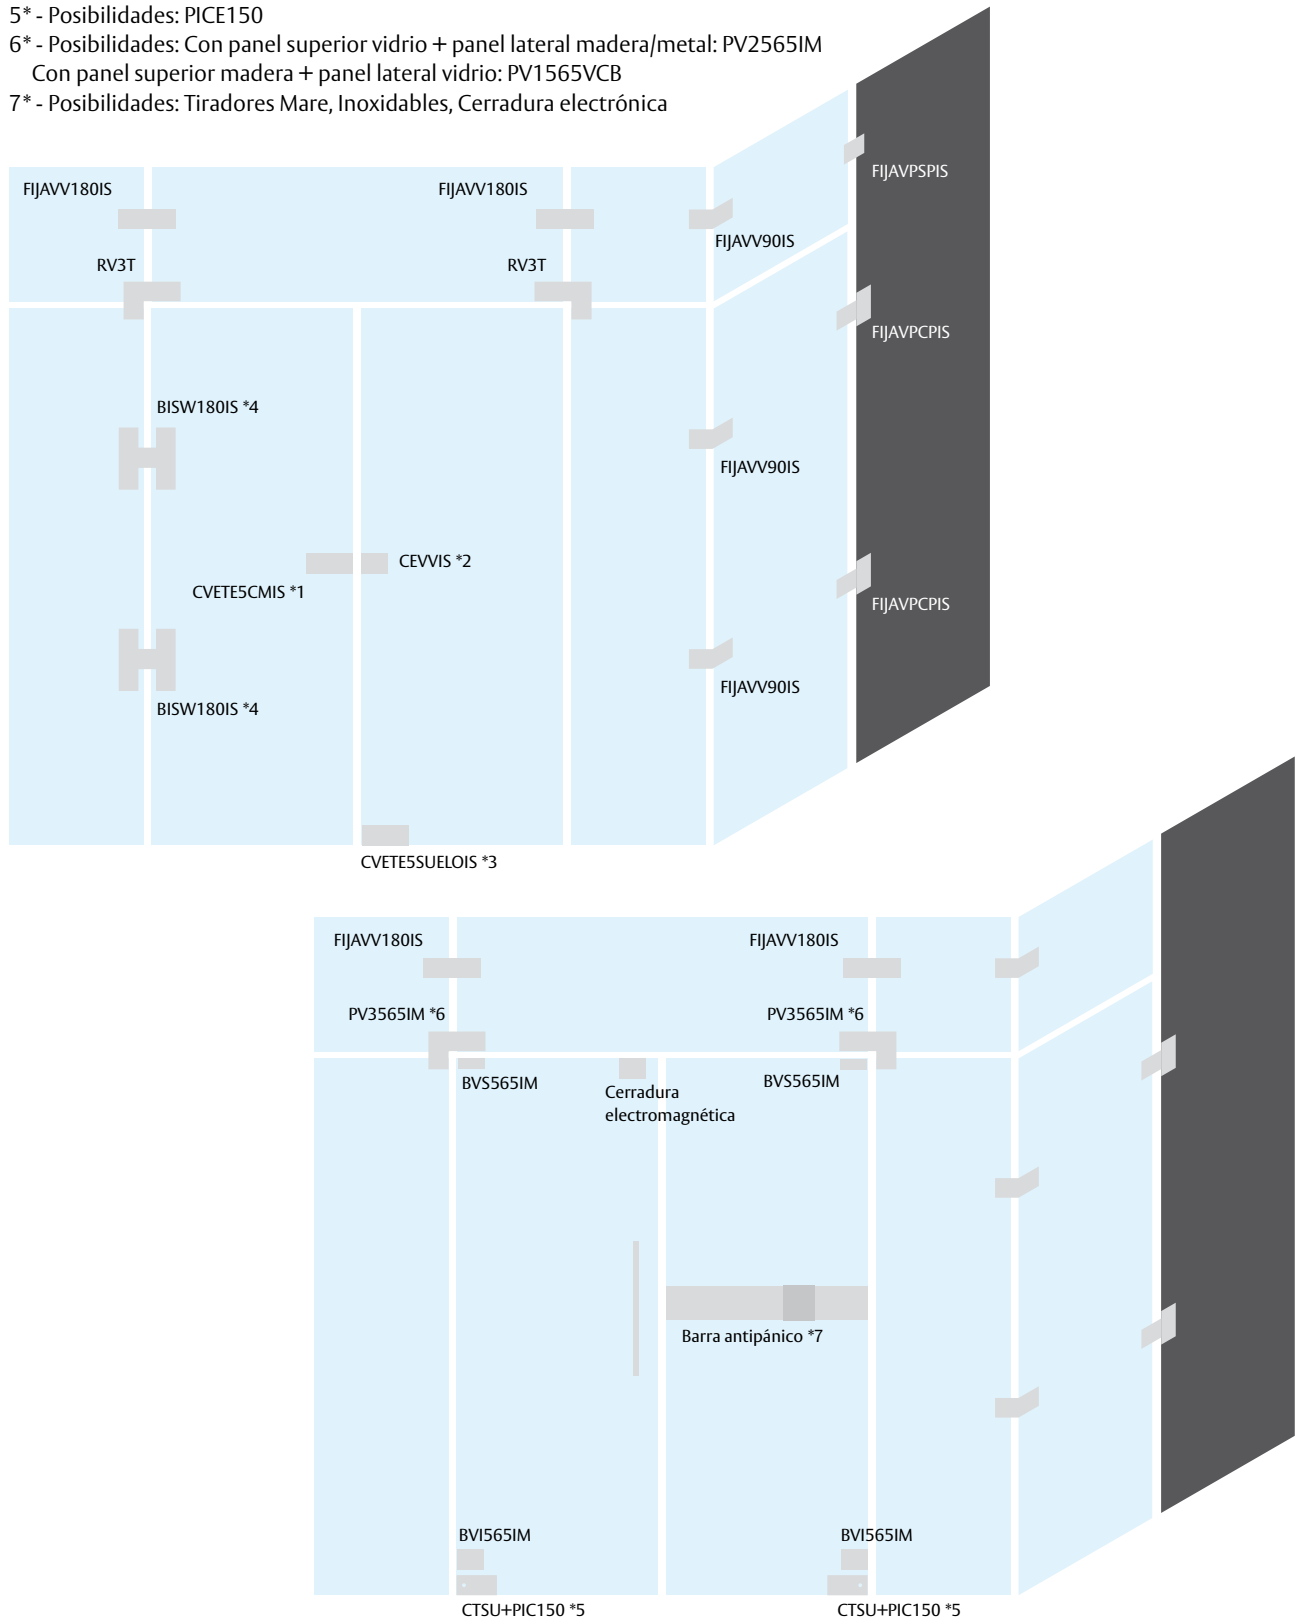 5* - Posibilidades: PICE150
6* - Posibilidades: Con panel superior vidrio + panel lateral madera/metal: PV2565IM
Con panel superior madera + panel lateral vidrio: PV1565VCB
7* - Posibilidades: Tiradores Mare, Inoxidables, Cerradura electrónica
FIJAVPSPIS
FIJAVV180IS
FIJAVV180IS
FIJAVV90IS
RV3T
RV3T
FIJAVPCPIS
BISW180IS *4
FIJAVV90IS
CEVVIS *2
CVETE5CMIS *1
FIJAVPCPIS
FIJAVV90IS
BISW180IS *4
CVETE5SUELOIS *3
FIJAVV180IS
FIJAVV180IS
PV3565IM *6
PV3565IM *6
BVS565IM
BVS565IM
Cerradura
electromagnética
Barra antipánico *7
BVI565IM
BVI565IM
CTSU+PIC150 *5
CTSU+PIC150 *5